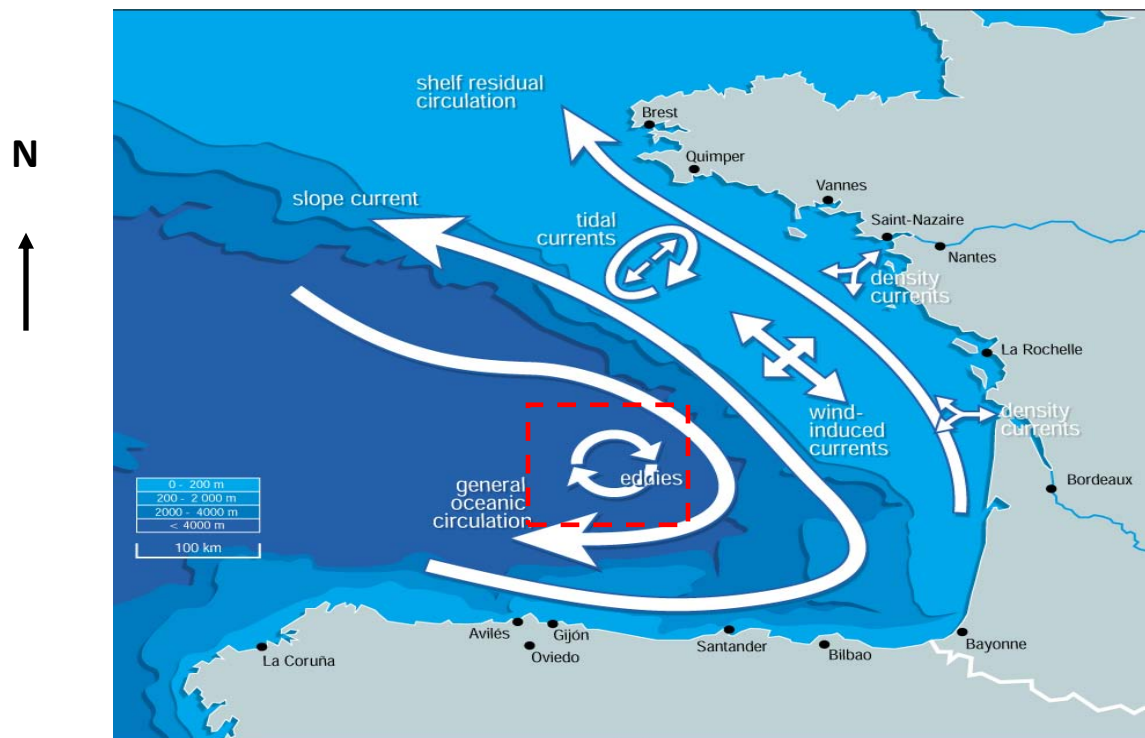 N
shelf residual
circulation
Brest
Quimper
slope current
Vannes
tidal
currents
Saint-Nazaire
Nantes
density
currents
La Rochelle
wind-
induced
currents
density
currents
eddies
general
oceanic
circulation
Bordeaux
0 - 200 m
200 - 2 000 m
2000 - 4000 m
< 4000 m
100 km
Avilés
Gijón
Oviedo
Santander
Bilbao
Bayonne
La Coruña